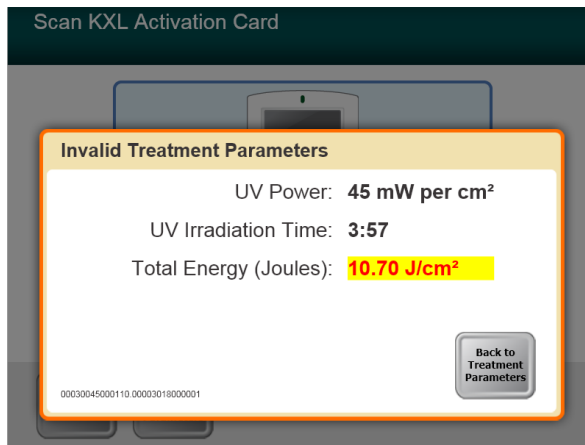 Scan KXL Activation Card
Invalid Treatment Parameters
UV Power: 45 mW per cm²
UV Irradiation Time: 3:57
Total Energy (Joules): 10.70 J/cm²
Back to
Treatment
Parameters
00030045000110.00003018000001